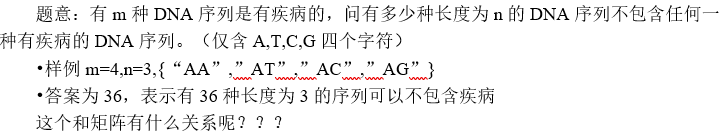 题意：有 m 种 DNA 序列是有疾病的，问有多少种长度为 n 的 DNA 序列不包含任何一
种有疾病的 DNA 序列。（仅含 A,T,C,G 四个字符）
•样例 m=4,n=3,{“AA”,”AT”,”AC”,”AG”}
•答案为 36，表示有 36 种长度为 3 的序列可以不包含疾病
这个和矩阵有什么关系呢？？？